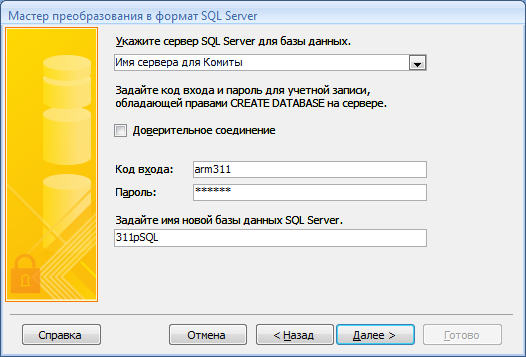 Мастер преобразования в формат SQL Server
Укажите сервер SQL Server для базы данных.
Имя сервера для Комиты
Задайте код входа и пароль для учетной записи,
обладающей правами CREATE DATABASE на сервере.
Доверительное соединение
Код входа:
arm311
Пароль:
******
Задайте имя новой базы данных SQL Server.
311pSQL
Справка
Отмена
< Назад
Далее >
Готово